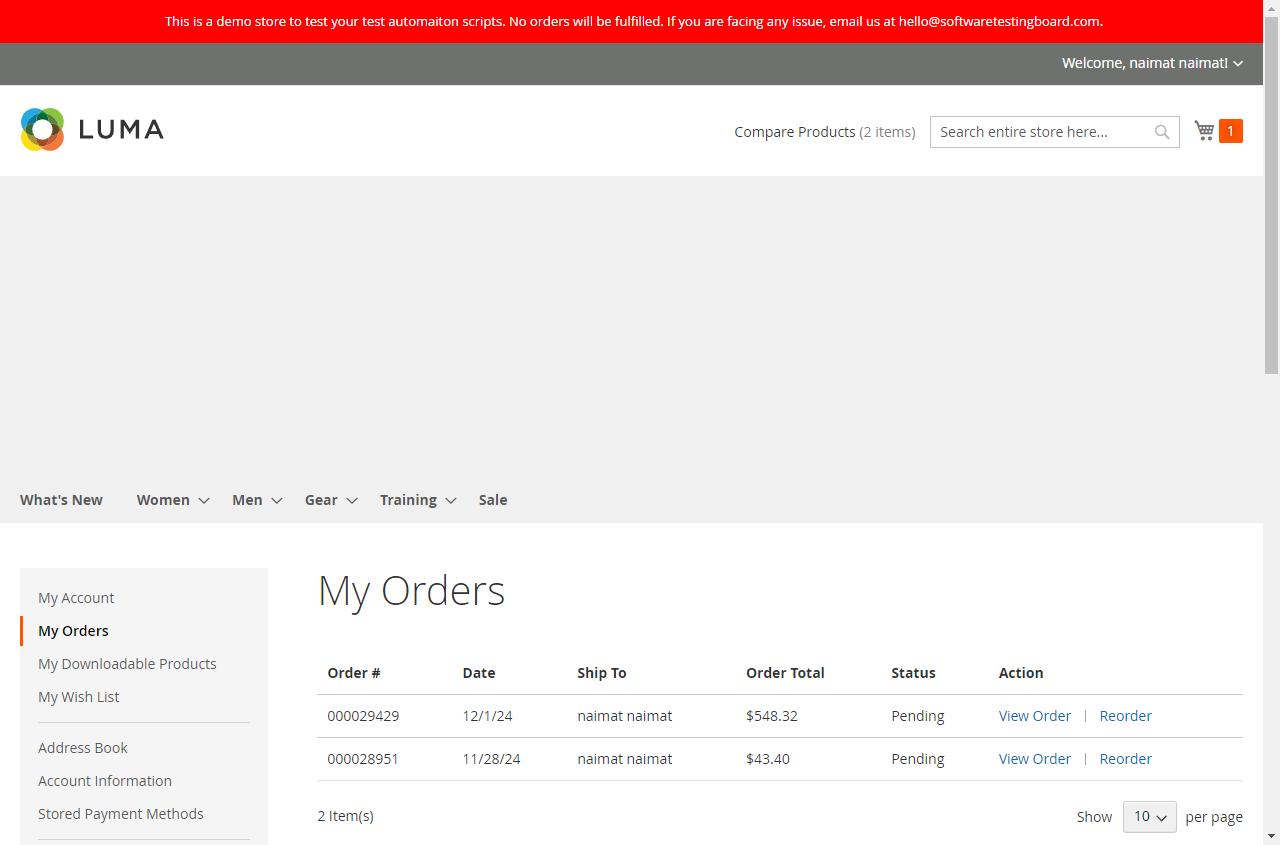 This is a demo store to test your test automaiton scripts. No orders will be fulfilled. If you are facing any issue, email us at hello@softwaretestingboard.com.
Welcome, naimat naimat!
LUMA
Compare Products (2 items)
Search entire store here...
1
What's New Women Men Gear Training Sale
My Account
My Orders
My Downloadable Products
My Wish List
Address Book
Account Information
Stored Payment Methods
My Orders
Order # Date Ship To Order Total Status Action
000029429 12/1/24 naimat naimat $548.32 Pending View Order Reorder
000028951 11/28/24 naimat naimat $43.40 Pending View Order Reorder
2 Item(s)
Show 10 per page